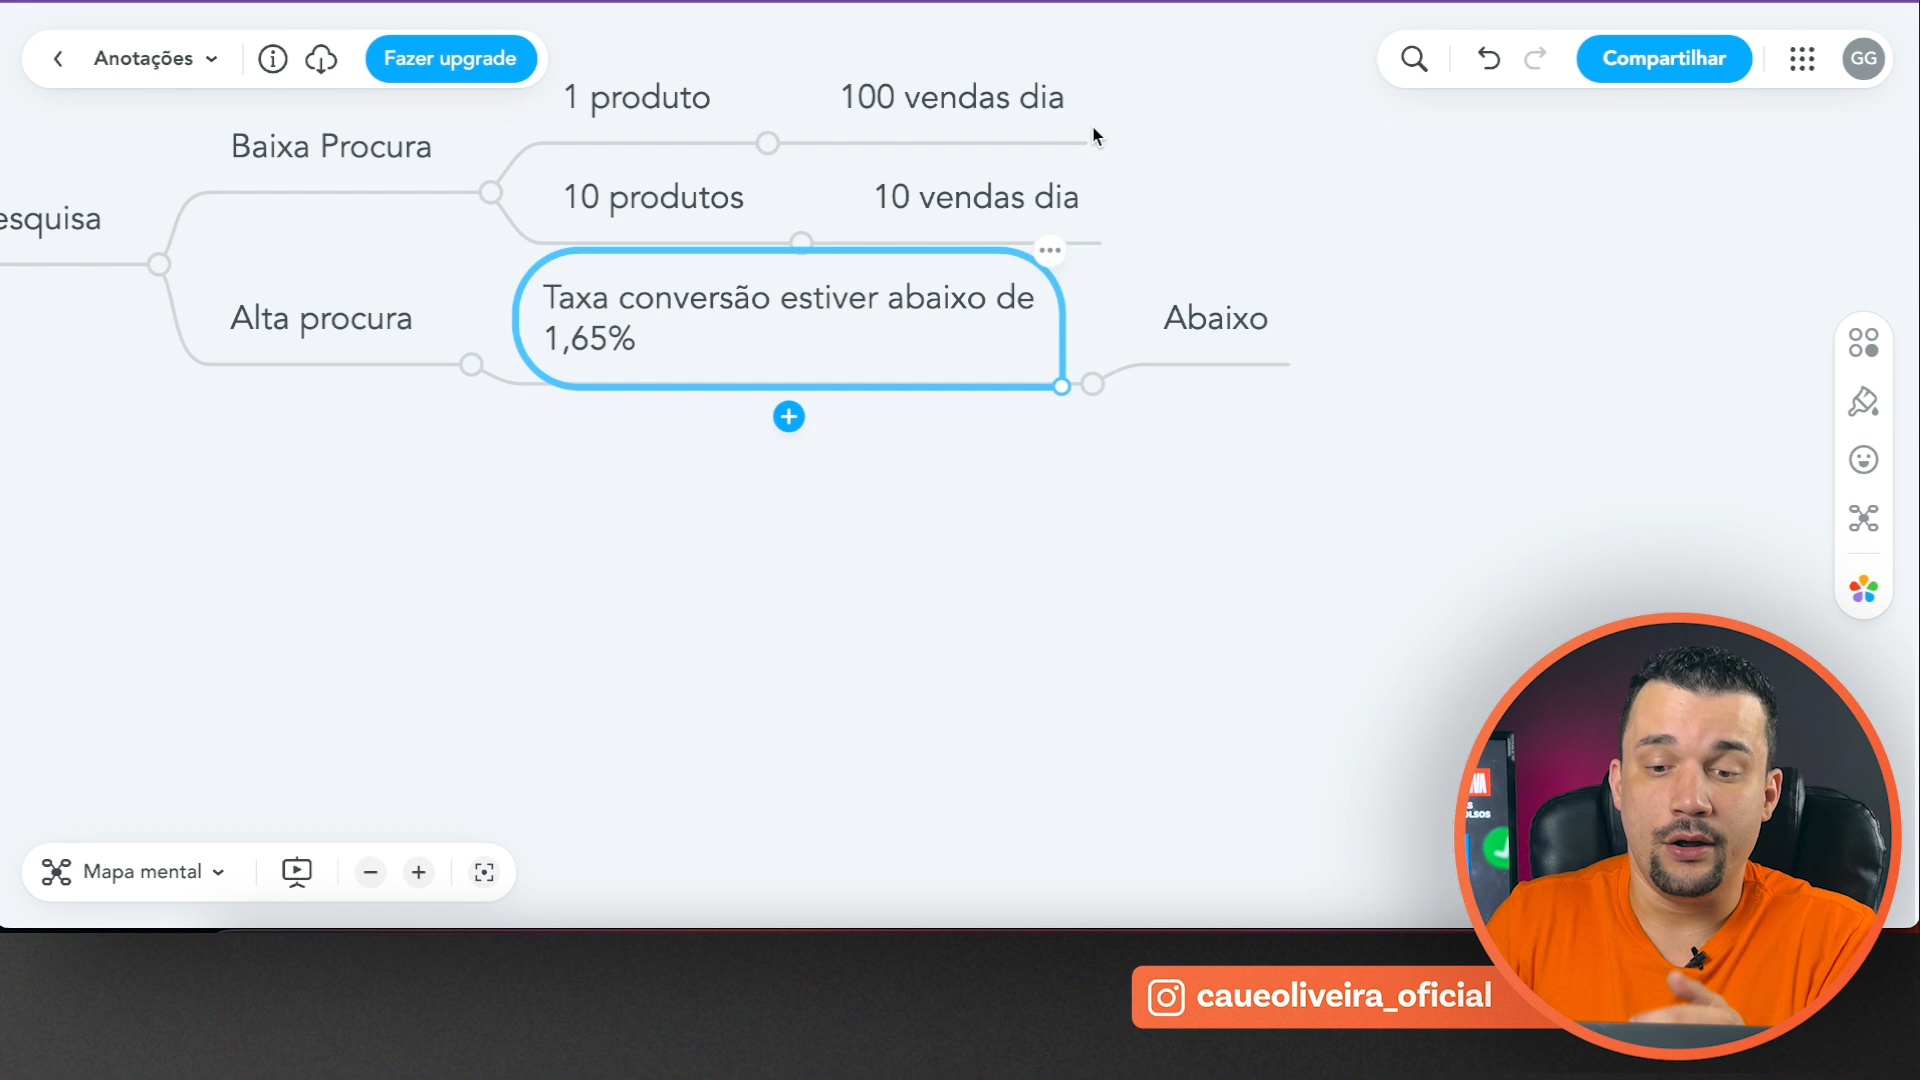 Anotações
Fazer upgrade
Compartilhar
GG
1 produto
100 vendas dia
Baixa Procura
10 produtos
10 vendas dia
esquisa
Taxa conversão estiver abaixo de
1,65%
Alta procura
Abaixo
Mapa mental
caueoliveira_oficial